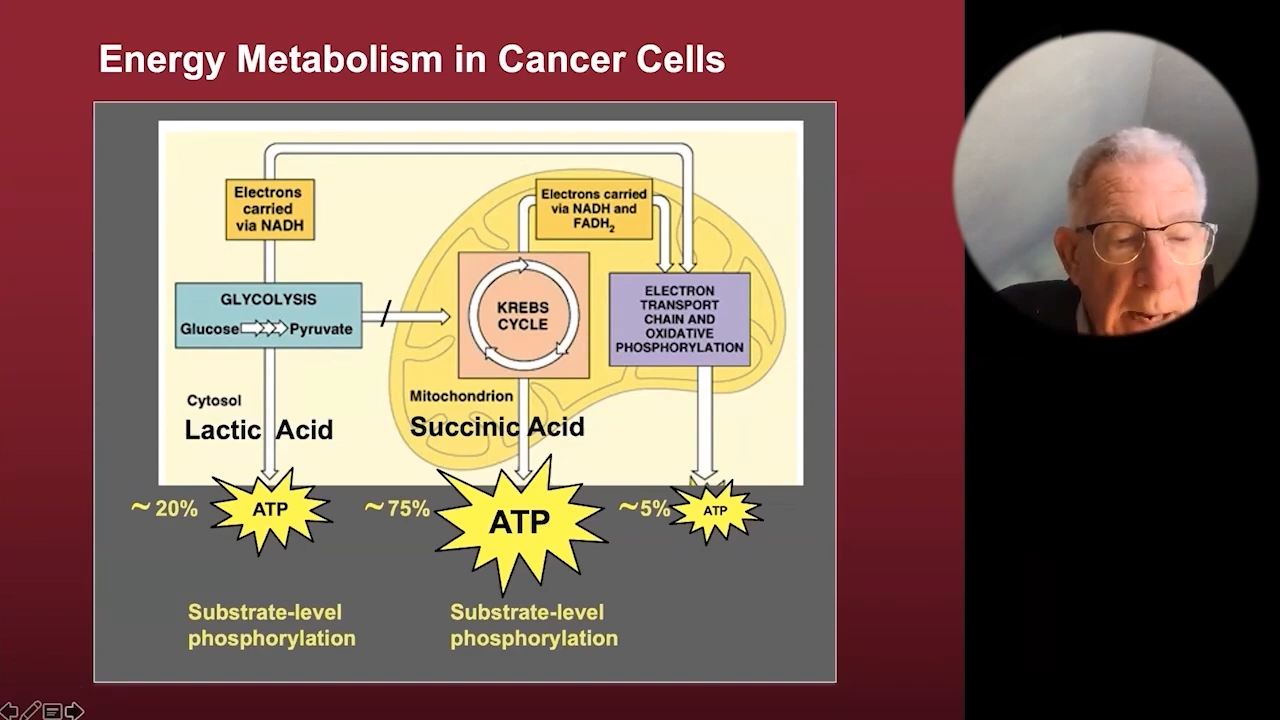 Energy Metabolism in Cancer Cells
Electrons
carried
via NADH
Electrons carried
via NADH and
FADH₂
GLYCOLYSIS
Glucose Pyruvate
KREBS
CYCLE
ELECTRON
TRANSPORT
CHAIN AND
OXIDATIVE
PHOSPHORYLATION
Cytosol
Lactic Acid
Mitochondrion
Succinic Acid
~ 20%
ATP
~ 75%
ATP
~ 5%
ATP
Substrate-level
phosphorylation
Substrate-level
phosphorylation